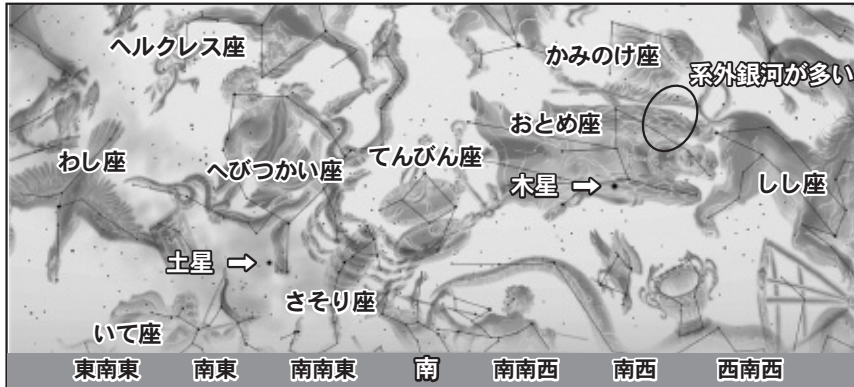 ヘルクレス座
かみのけ座
系外銀河が多い
おとめ座
わし座
へびつかい座
てんびん座
木星
しし座
土星
さそり座
いて座
東南東
南東
南南東
南
南南西
南西
西南西